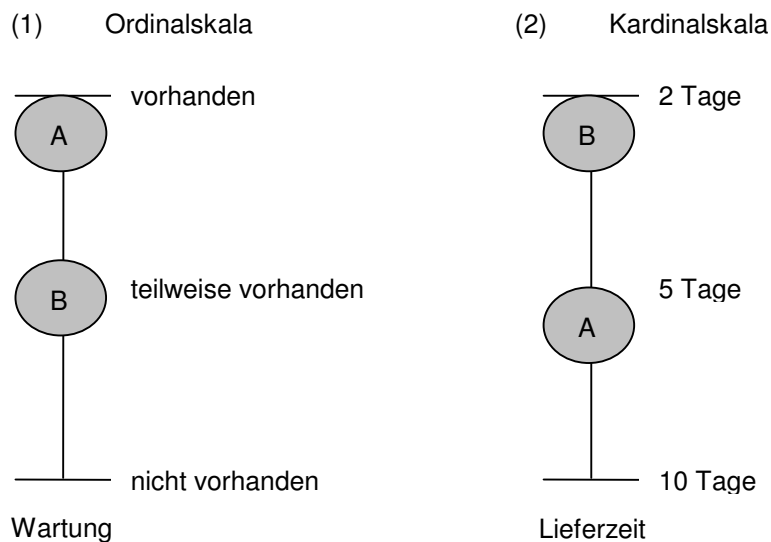 (1) Ordinalskala
vorhanden
A
B
teilweise vorhanden
nicht vorhanden
Wartung
(2) Kardinalskala
2 Tage
B
5 Tage
A
10 Tage
Lieferzeit